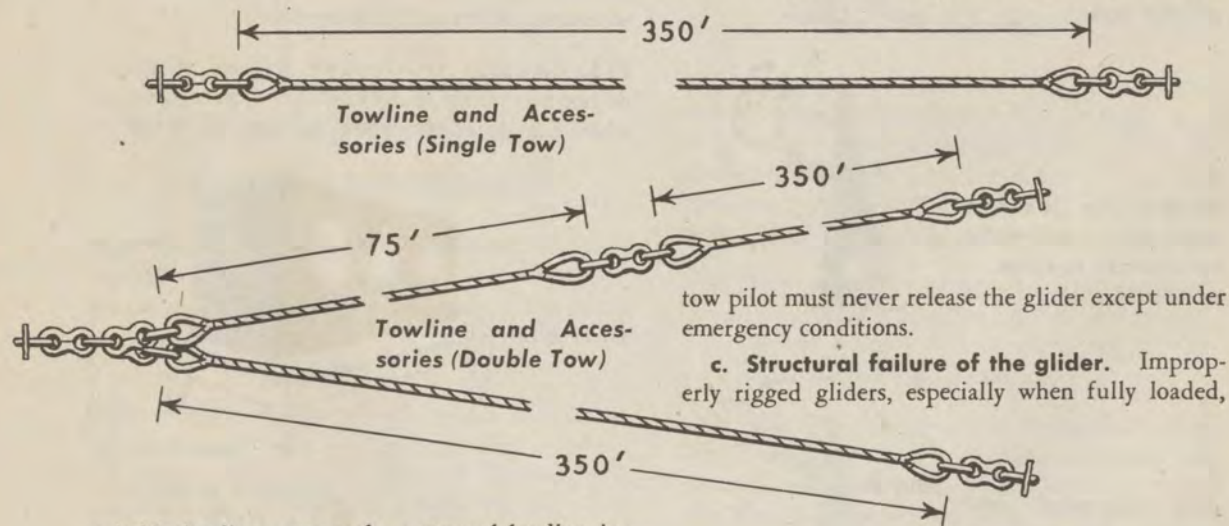 350′
Towline and Acces-
sories (Single Tow)
350′
75′
Towline and Acces-
sories (Double Tow)
350′
tow pilot must never release the glider except under
emergency conditions.
c. Structural failure of the glider. Improp-
erly rigged gliders, especially when fully loaded,